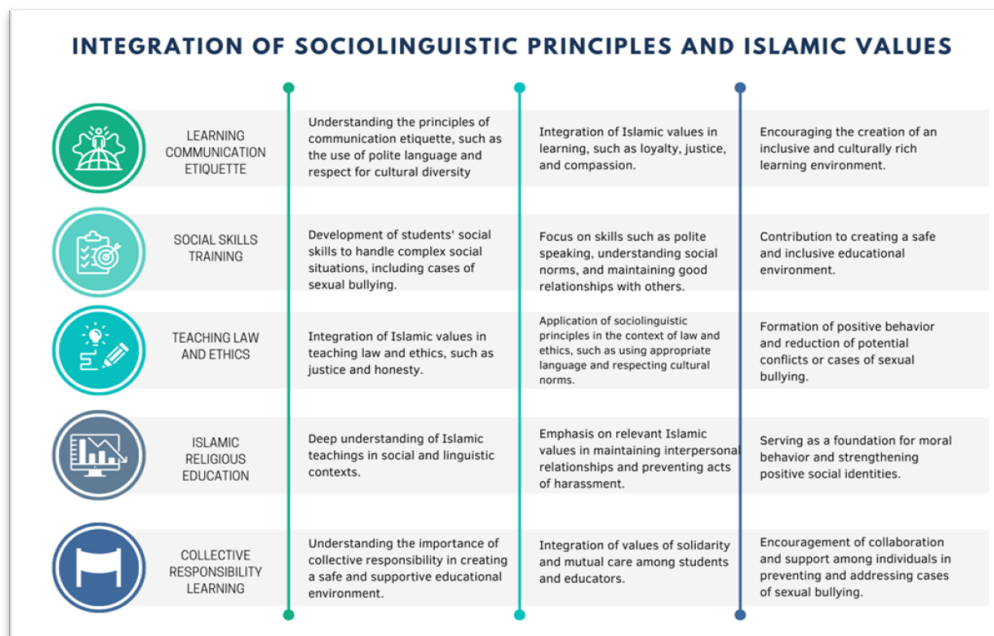 INTEGRATION OF SOCIOLINGUISTIC PRINCIPLES AND ISLAMIC VALUES
LEARNING
COMMUNICATION
ETIQUETTE
Understanding the principles of
communication etiquette, such as
the use of polite language and
respect for cultural diversity
Integration of Islamic values in
learning, such as loyalty, justice,
and compassion.
Encouraging the creation of an
inclusive and culturally rich
learning environment.
SOCIAL SKILLS
TRAINING
Development of students' social
skills to handle complex social
situations, including cases of
sexual bullying.
Focus on skills such as polite
speaking, understanding social
norms, and maintaining good
relationships with others.
Contribution to creating a safe
and inclusive educational
environment.
TEACHING LAW
AND ETHICS
Integration of Islamic values in
teaching law and ethics, such as
justice and honesty.
Application of sociolinguistic
principles in the context of law and
ethics, such as using appropriate
language and respecting cultural
norms.
Formation of positive behavior
and reduction of potential
conflicts or cases of sexual
bullying.
ISLAMIC
RELIGIOUS
EDUCATION
Deep understanding of Islamic
teachings in social and linguistic
contexts.
Emphasis on relevant Islamic
values in maintaining interpersonal
relationships and preventing acts
of harassment.
Serving as a foundation for moral
behavior and strengthening
positive social identities.
COLLECTIVE
RESPONSIBILITY
LEARNING
Understanding the importance of
collective responsibility in creating
a safe and supportive educational
environment.
Integration of values of solidarity
and mutual care among students
and educators.
Encouragement of collaboration
and support among individuals in
preventing and addressing cases
of sexual bullying.